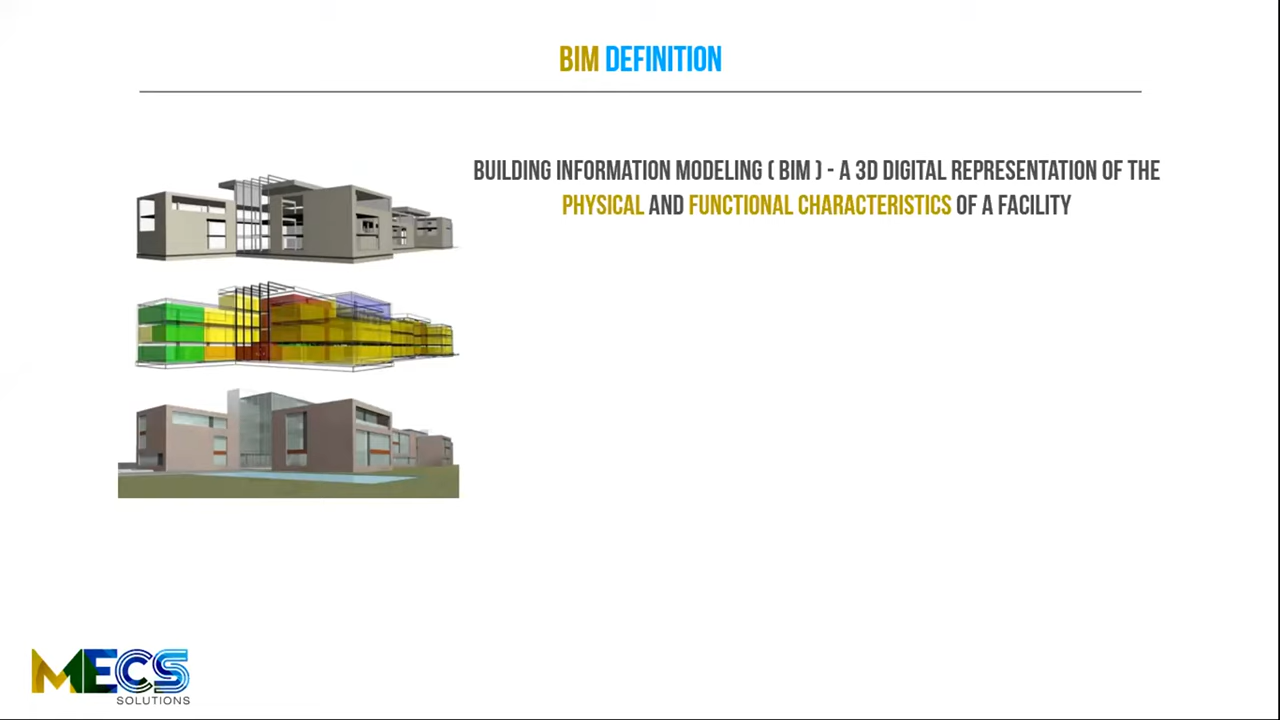 BIM DEFINITION
BUILDING INFORMATION MODELING ( BIM ) - A 3D DIGITAL REPRESENTATION OF THE
PHYSICAL AND FUNCTIONAL CHARACTERISTICS OF A FACILITY
MECS
SOLUTIONS